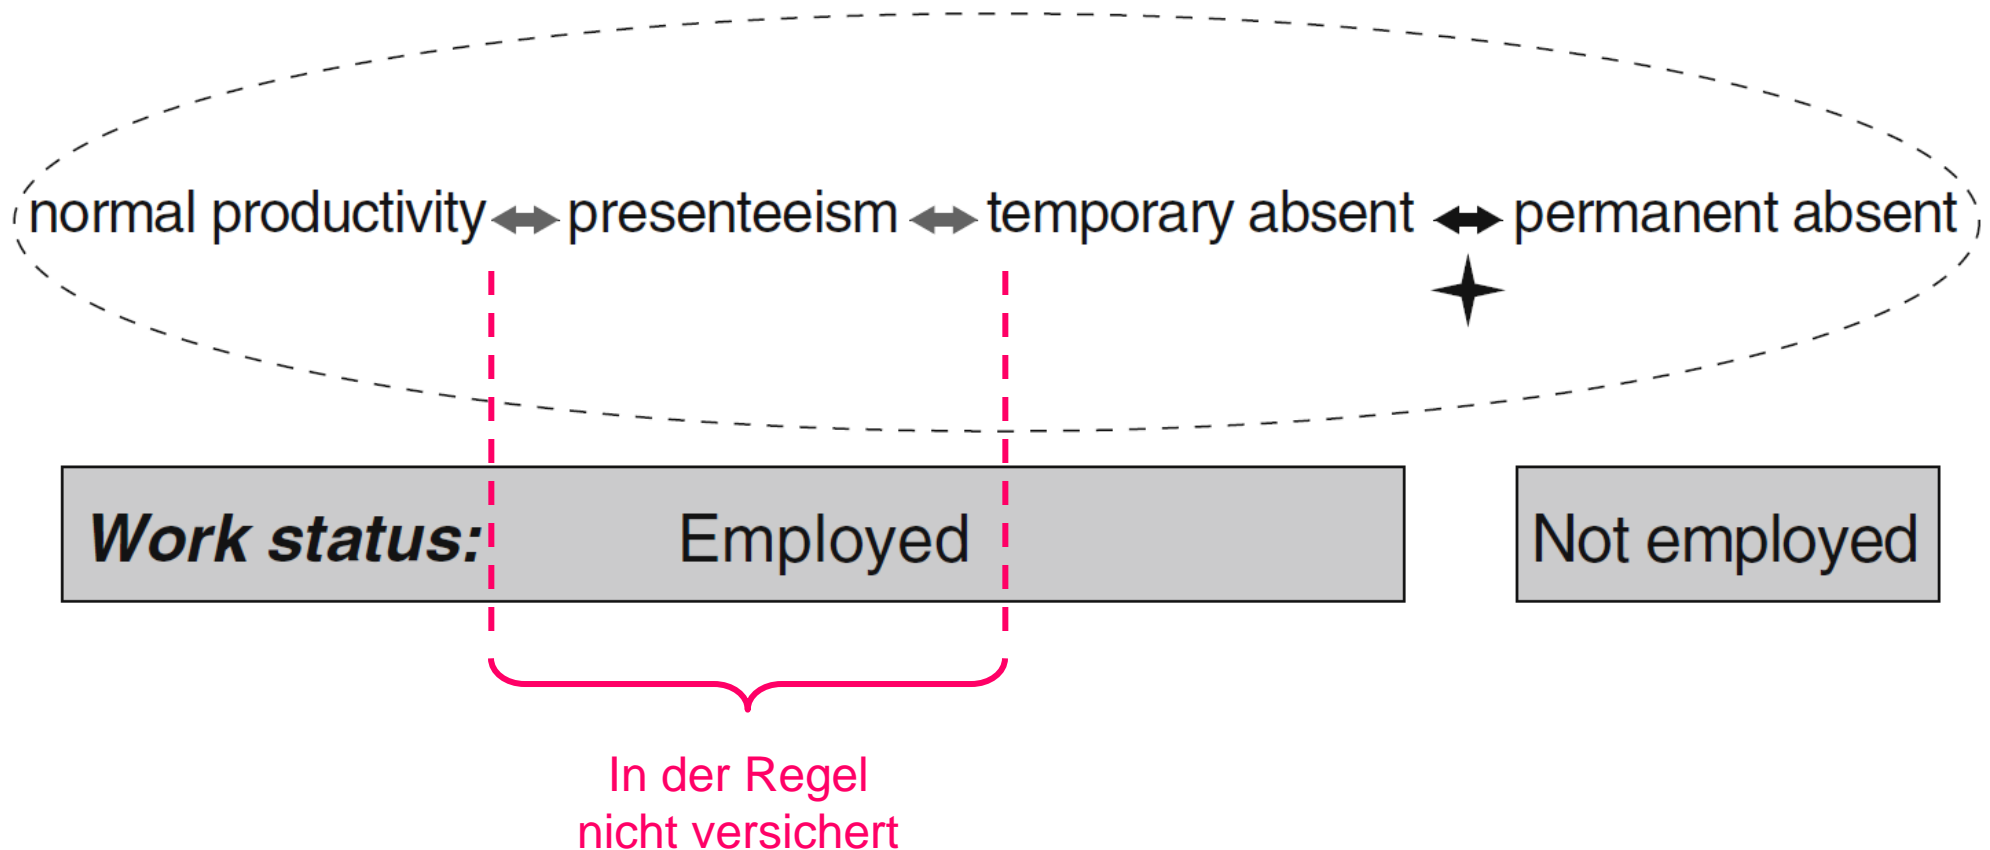 normal productivity presenteeism temporary absent permanent absent
Work status: Employed Not employed
In der Regel
nicht versichert